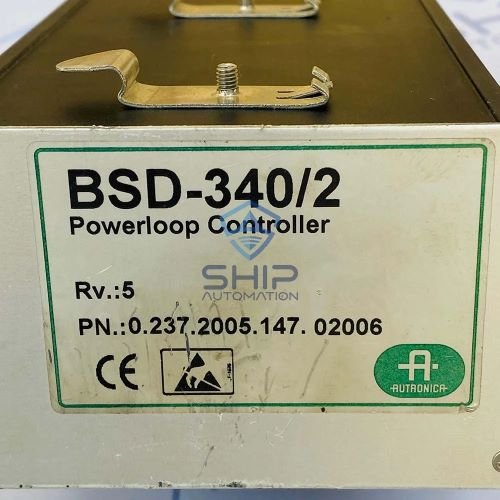 BSD-340/2
Powerloop Controller
SHIP
AUTOMATION
Rv.:5
PN.:0.237.2005.147. 02006
CE
A
AUTRONICA